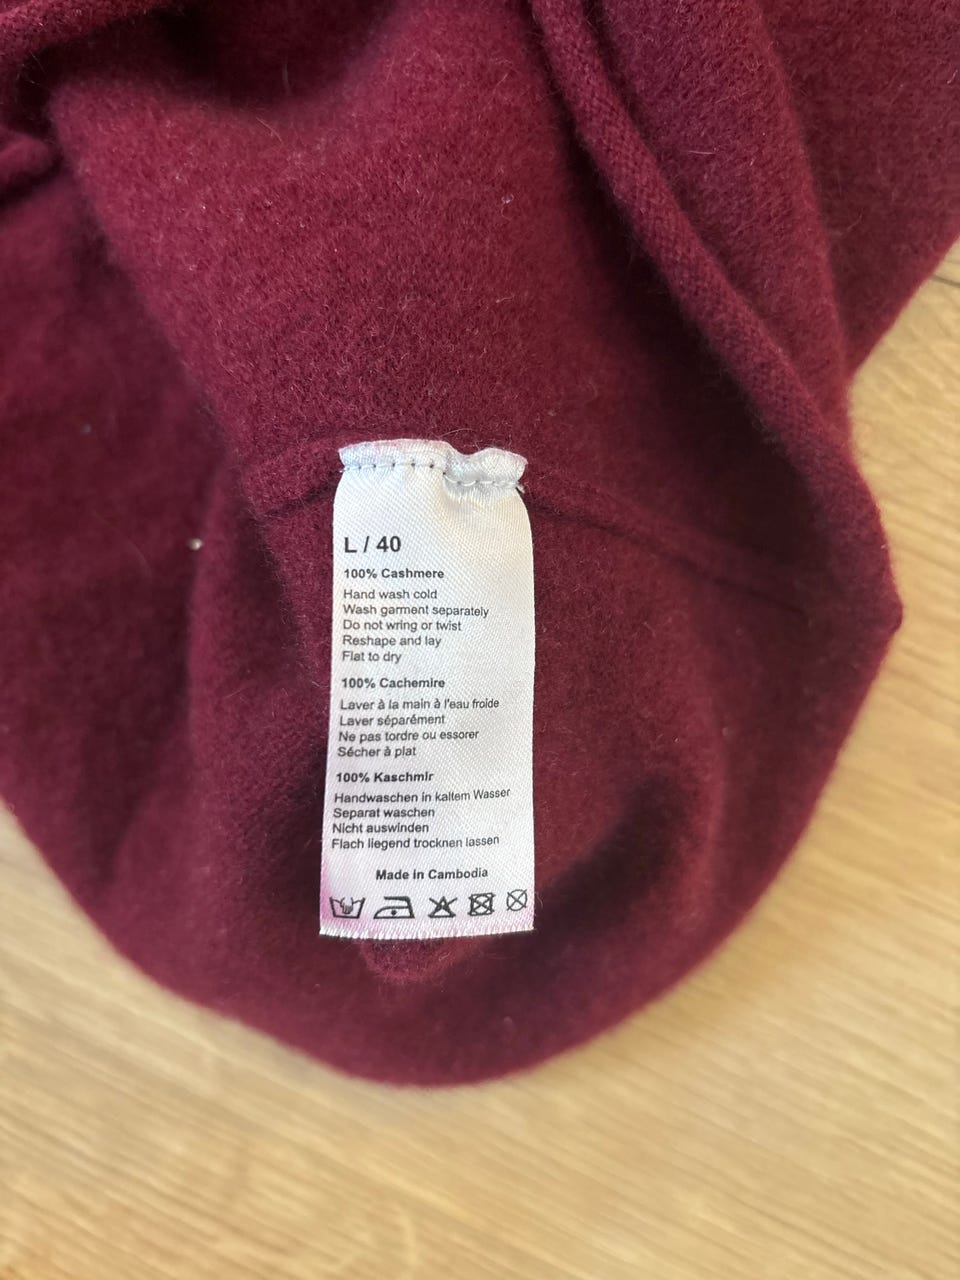 L / 40
100% Cashmere
Hand wash cold
Wash garment separately
Do not wring or twist
Reshape and lay
Flat to dry
100% Cachemire
Laver à la main à l'eau froide
Laver séparément
Ne pas tordre ou essorer
Sécher à plat
100% Kaschmir
Handwaschen in kaltem Wasser
Separat waschen
Nicht auswinden
Flach liegend trocknen lassen
Made in Cambodia